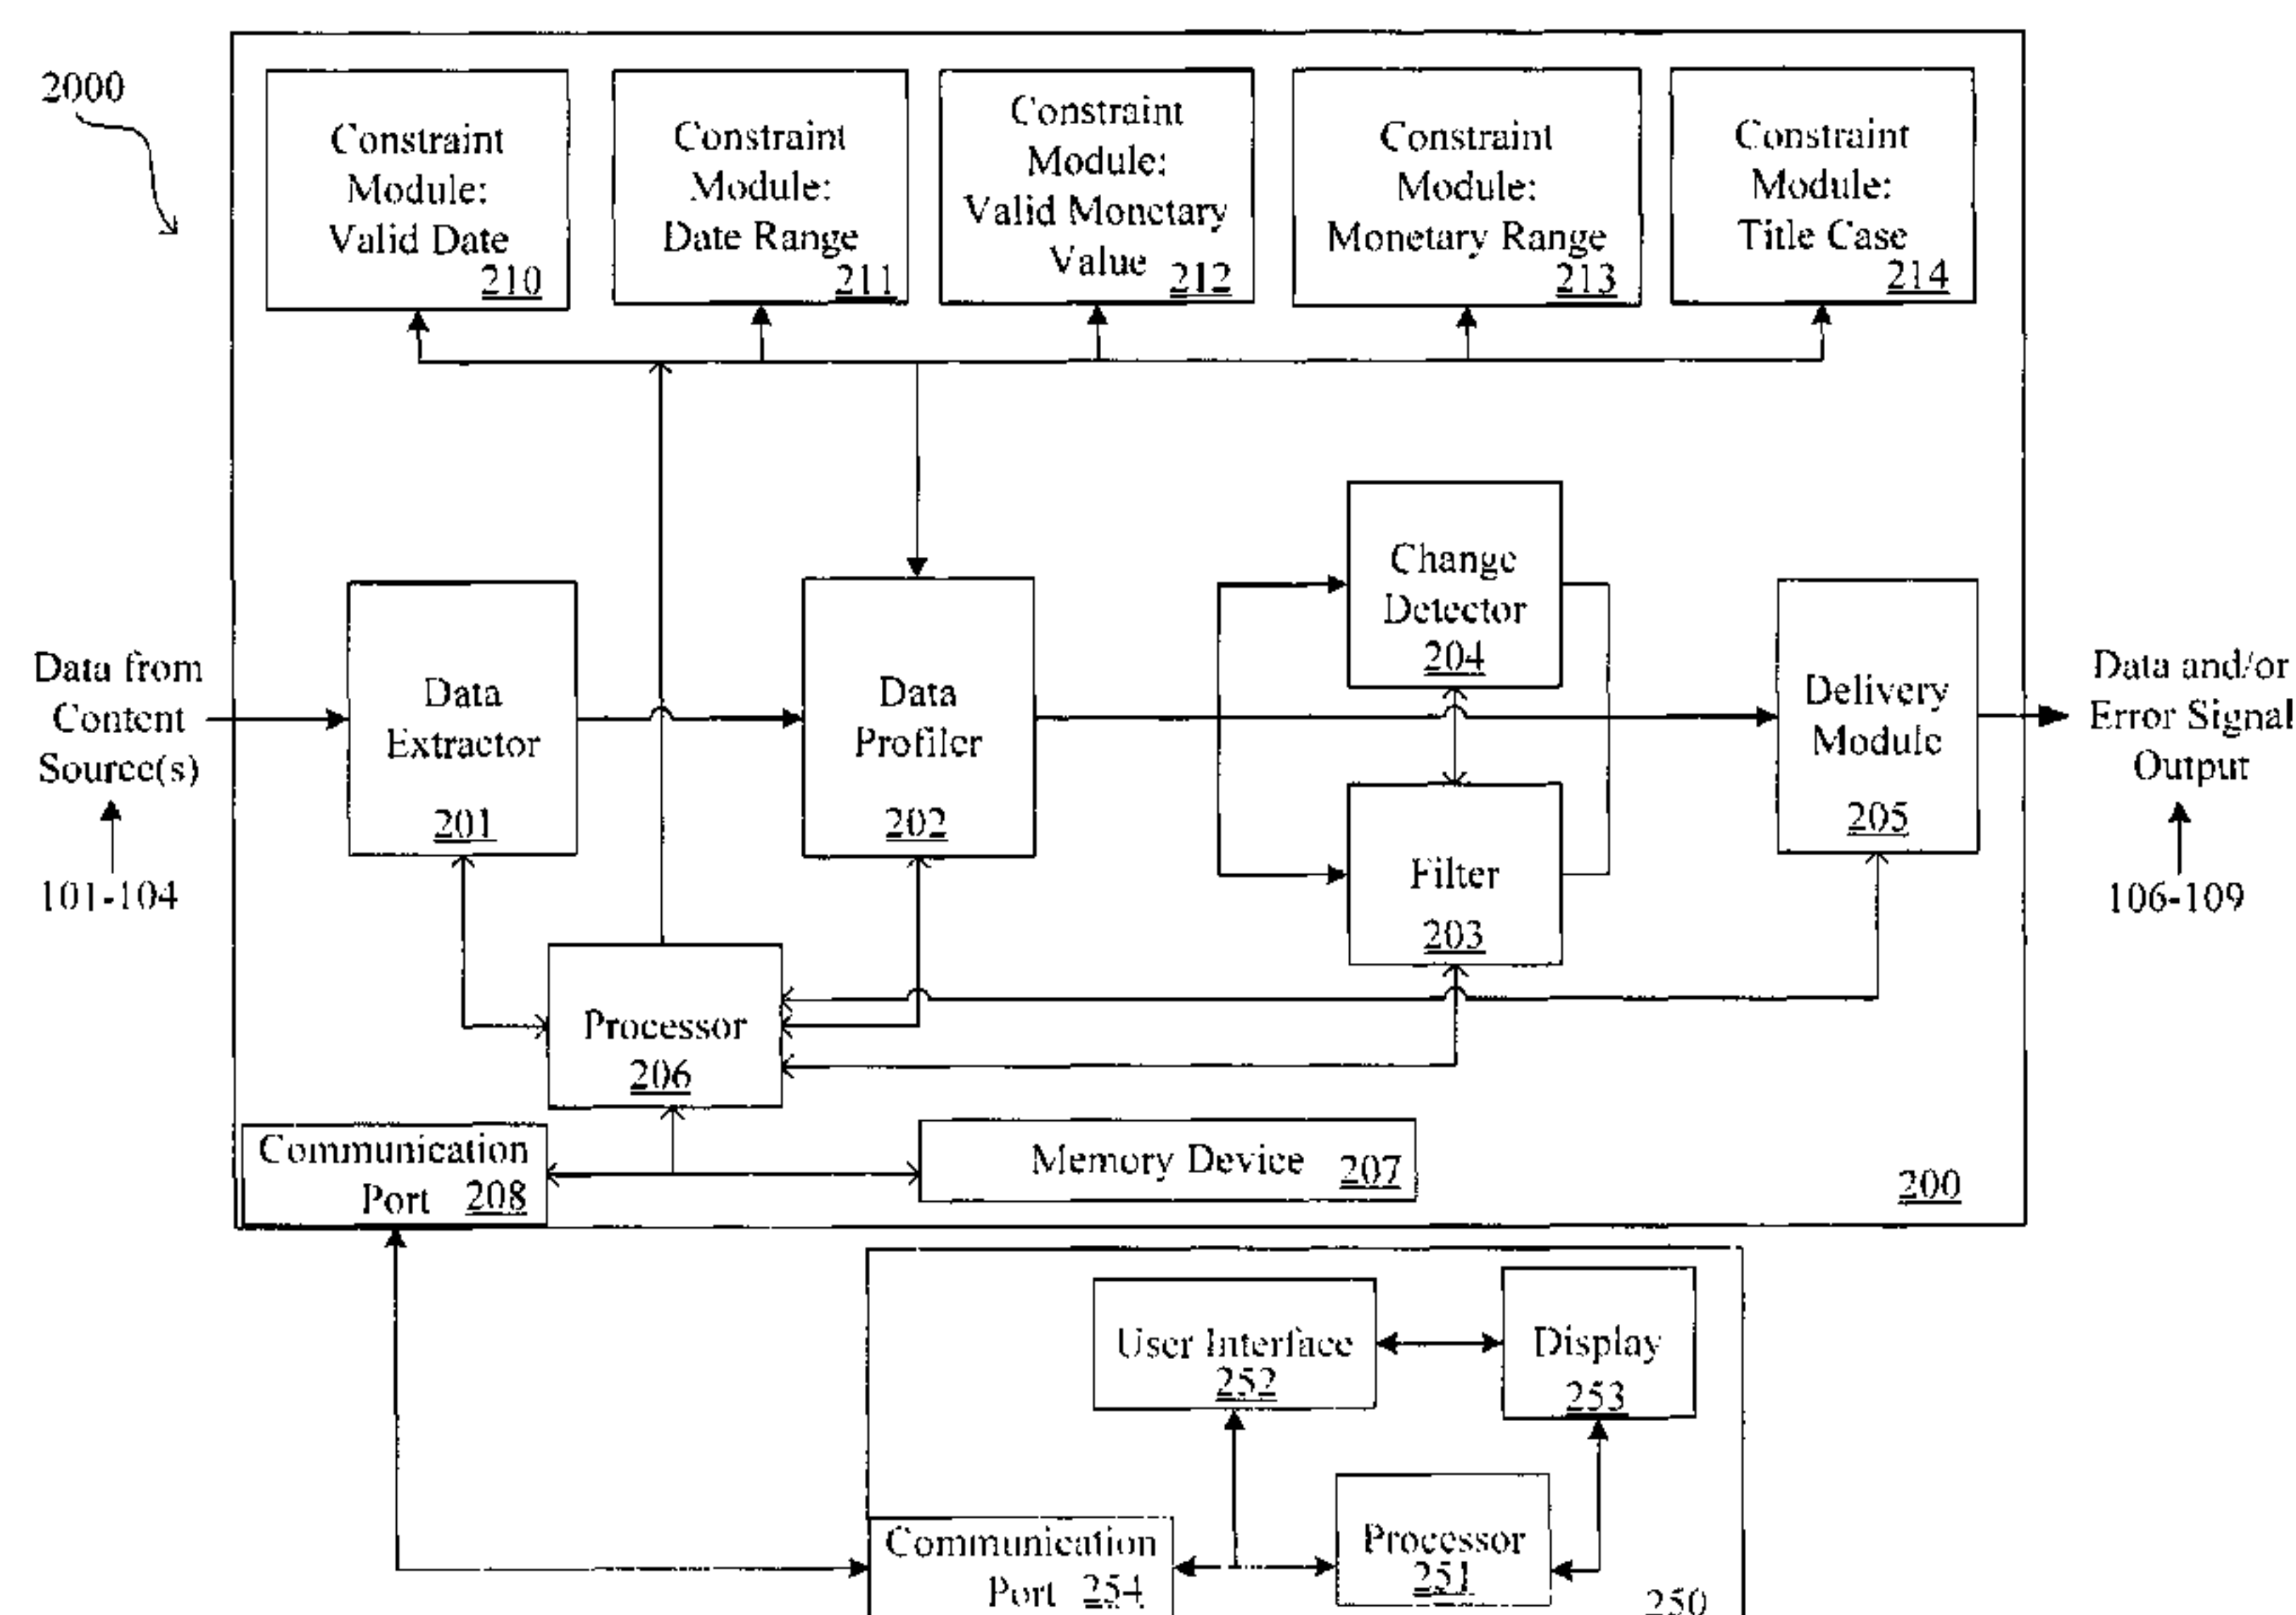 2000
Constraint
Module:
Valid Date
210
Constraint
Module:
Date Range
211
Constraint
Module:
Valid Monetary
Value 212
Constraint
Module:
Monetary Range
213
Constraint
Module:
Title Case
214
Data from
Content
Source(s)
101-104
Data
Extractor
201
Data
Profiler
202
Change
Detector
204
Filter
203
Delivery
Module
205
Data and/or
Error Signal
Output
106-109
Processor
206
Communication
Port 208
Memory Device 207
200
User Interface
252
Display
253
Communication
Port 254
Processor
251
250